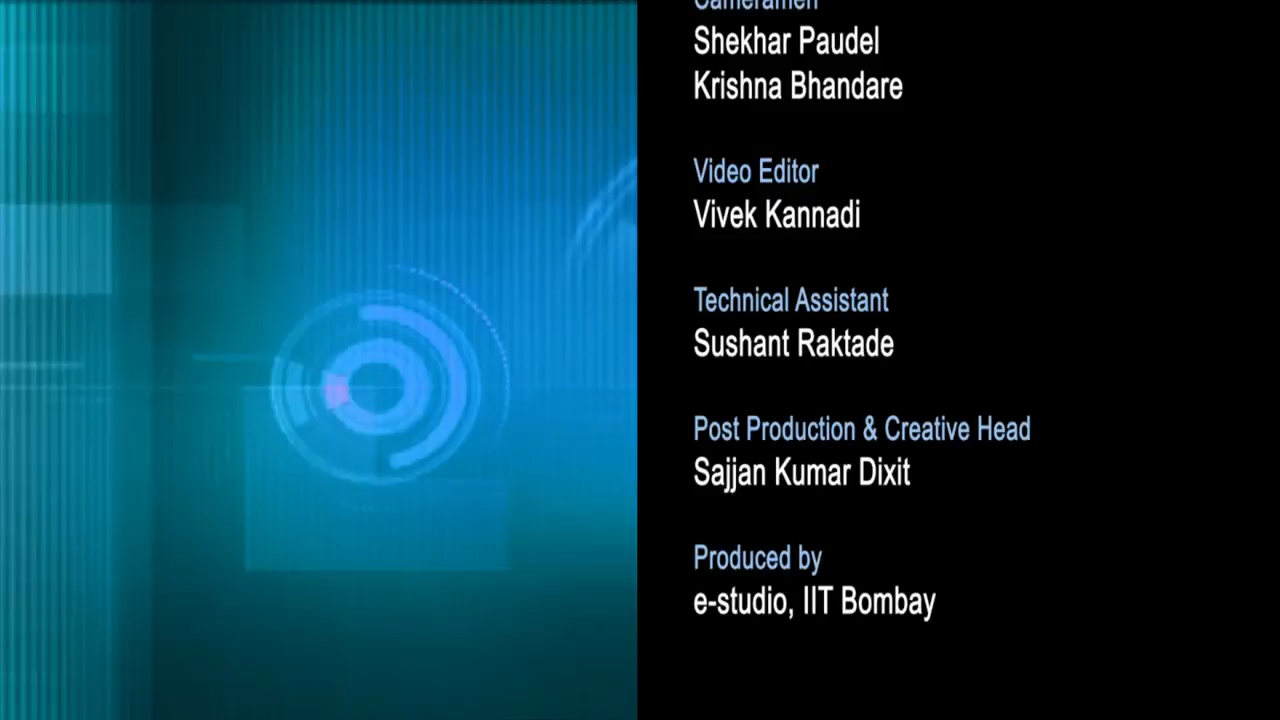 Cameramen
Shekhar Paudel
Krishna Bhandare
Video Editor
Vivek Kannadi
Technical Assistant
Sushant Raktade
Post Production & Creative Head
Sajjan Kumar Dixit
Produced by
e-studio, IIT Bombay